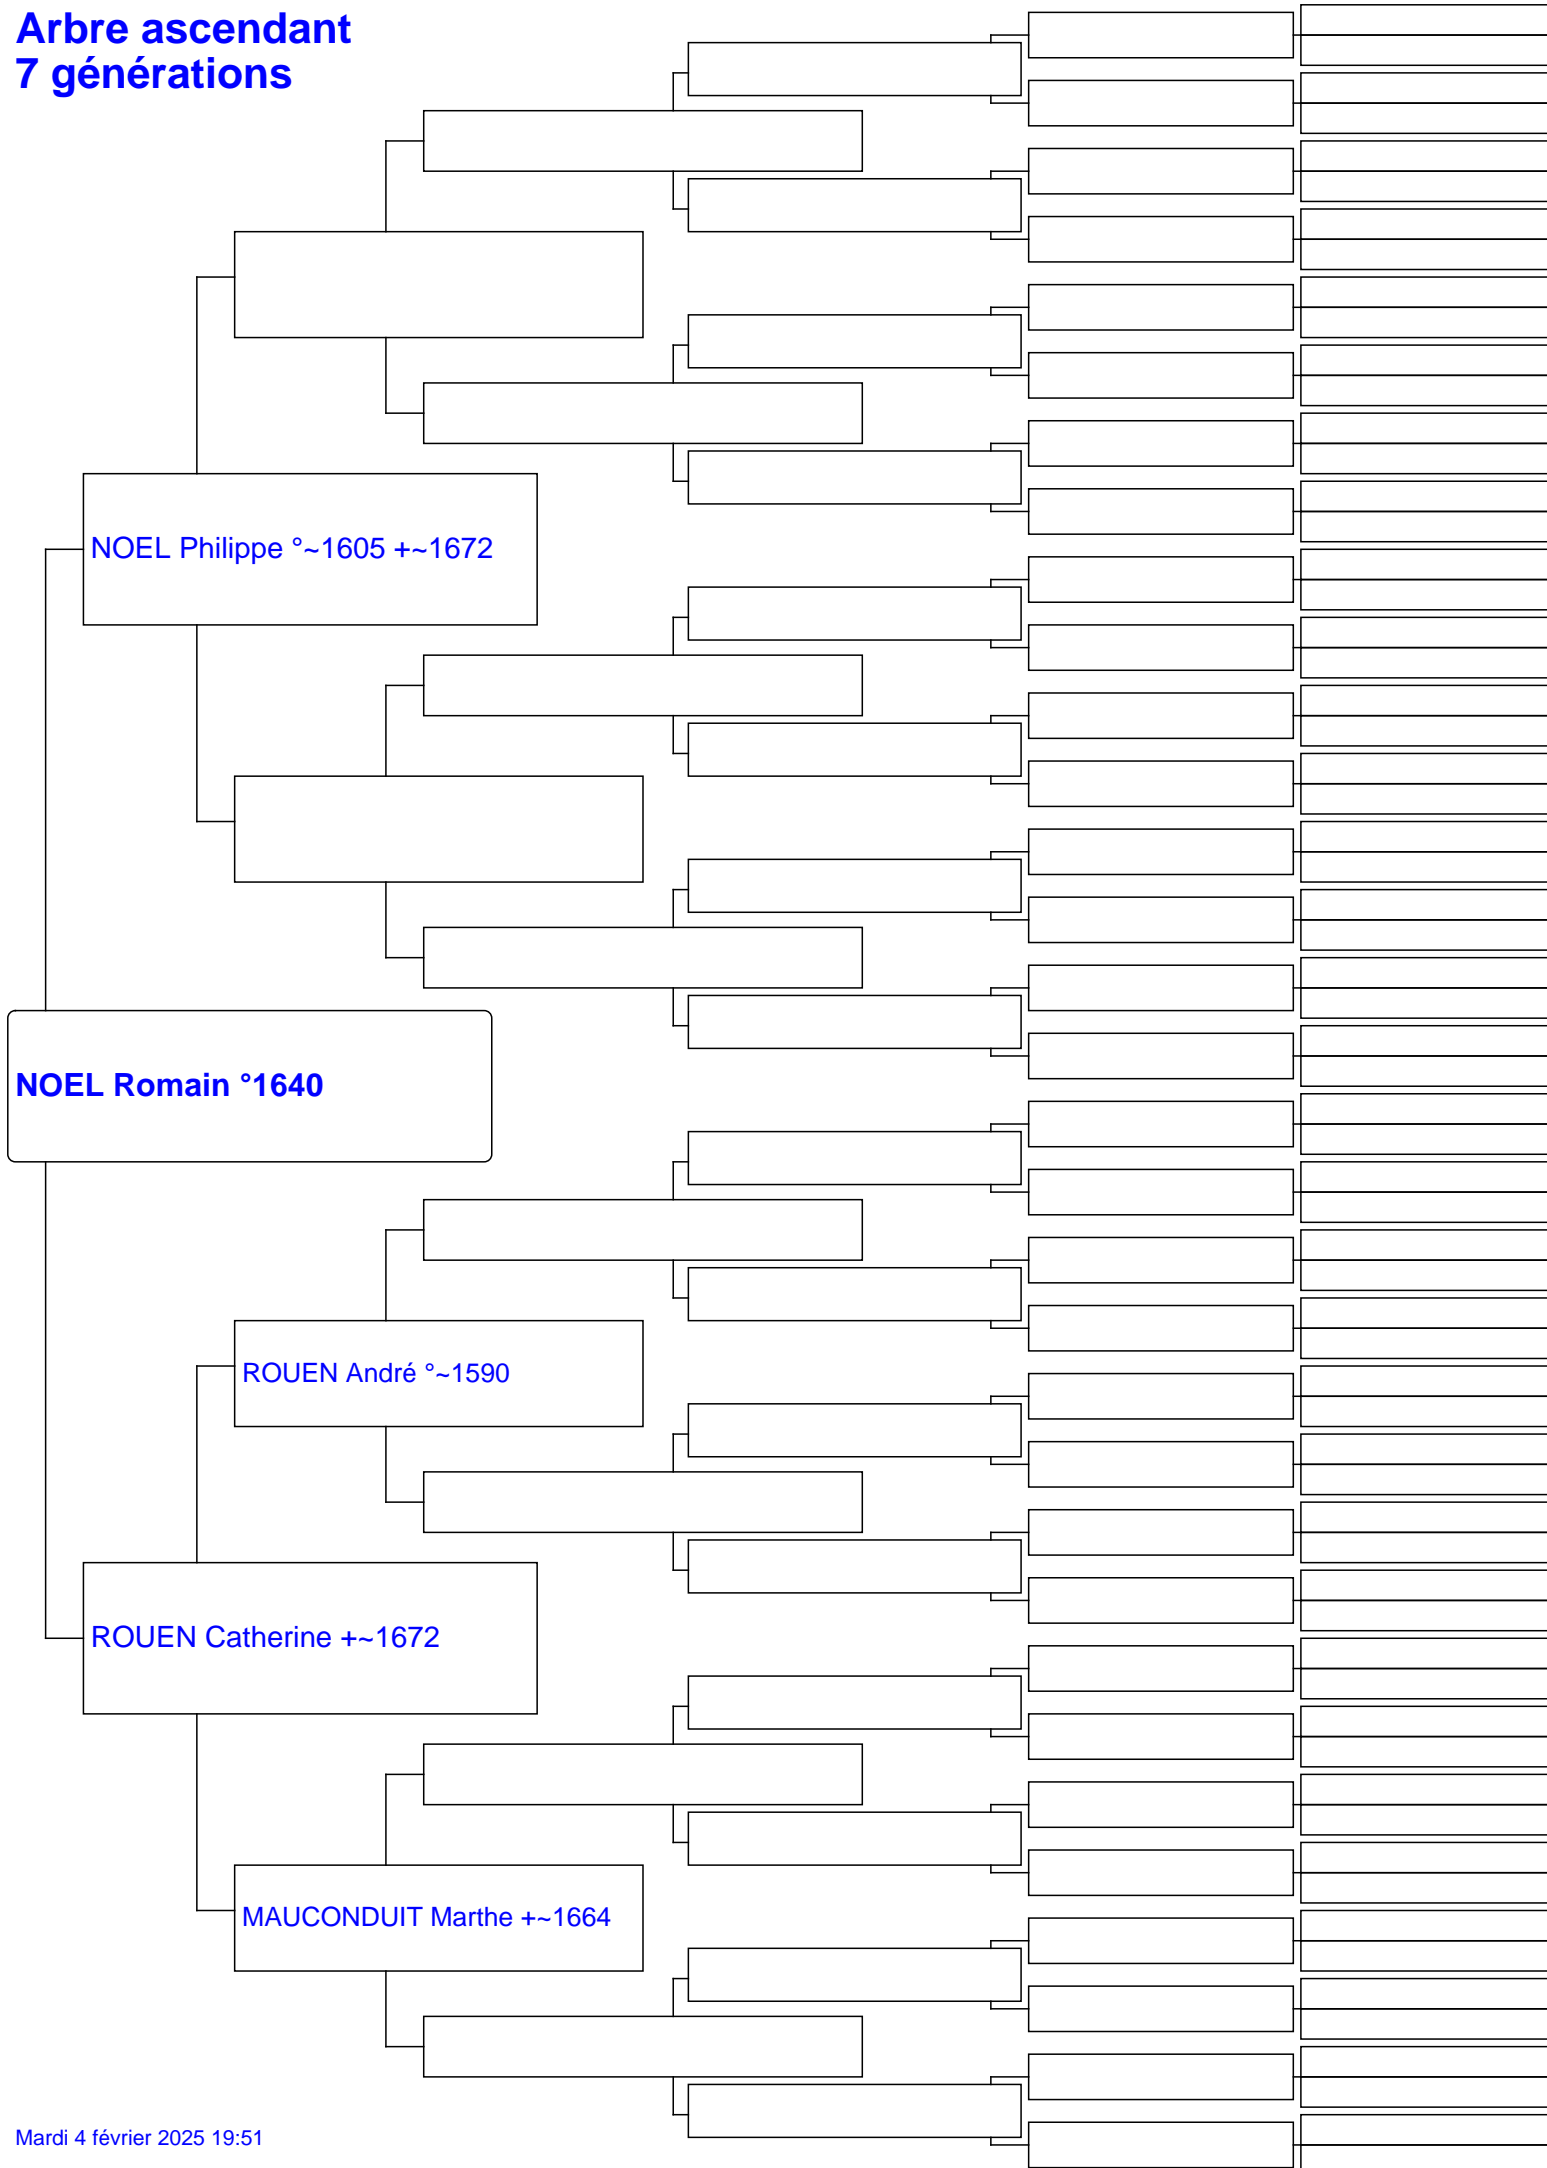 Arbre ascendant
7 générations
NOEL Philippe °~1605 +~1672
NOEL Romain °1640
ROUEN André °~1590
ROUEN Catherine +~1672
MAUCONDUIT Marthe +~1664
Mardi 4 février 2025 19:51